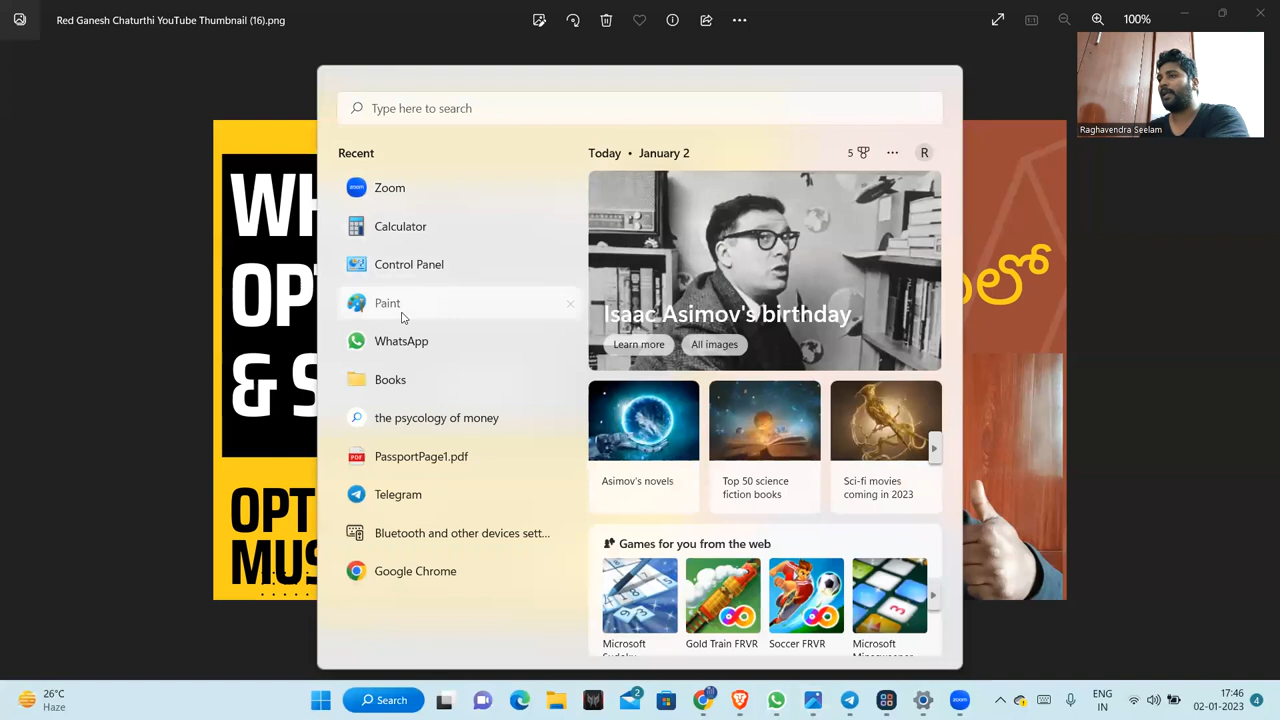 Red Ganesh Chaturthi YouTube Thumbnail (16).png
100%
Raghavendra Seelam
Type here to search
Recent
Today • January 2
5
R
Zoom
Calculator
Control Panel
Paint
WhatsApp
Books
the psycology of money
PassportPage1.pdf
Telegram
Bluetooth and other devices sett...
Google Chrome
Isaac Asimov's birthday
Learn more
All images
Asimov's novels
Top 50 science
fiction books
Sci-fi movies
coming in 2023
Games for you from the web
Microsoft
Gold Train FRVR
Soccer FRVR
Microsoft
WH
OPT
& S
OPT
MUS
లో
26°C
Haze
Search
2
ENG
IN
17:46
02-01-2023
4